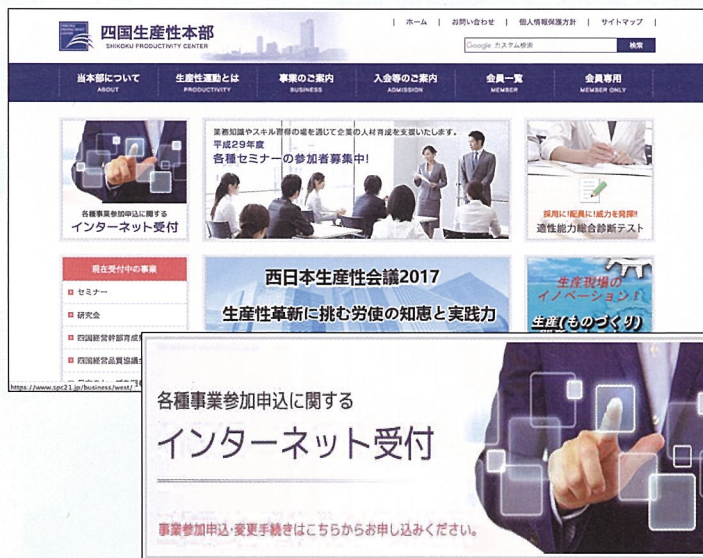 四国生産性本部
SHIKOKU PRODUCTIVITY CENTER
| ホーム | お問い合わせ | 個人情報保護方針 | サイトマップ |
Google カスタム検索 検索
当本部について 生産性運動とは 事業のご案内 入会等のご案内 会員一覧 会員専用
ABOUT PRODUCTIVITY BUSINESS ADMISSION MEMBER MEMBER ONLY
各種事業参加申込に関する
インターネット受付
業務知識やスキル習得の場を通じて企業の人材育成を支援いたします。
平成29年度
各種セミナーの参加者募集中!
採用に!配員に!威力を発揮!!
適性能力総合診断テスト
現在受付中の事業
セミナー
研究会
四国経営幹部育成
四国経営品質協議会
西日本生産性会議2017
生産性革新に挑む労使の知恵と実践力
生産現場の
イノベーション!
生産(ものづくり)
https://www.spc21.jp/business/west/
各種事業参加申込に関する
インターネット受付
事業参加申込・変更手続きはこちらからお申し込みください。